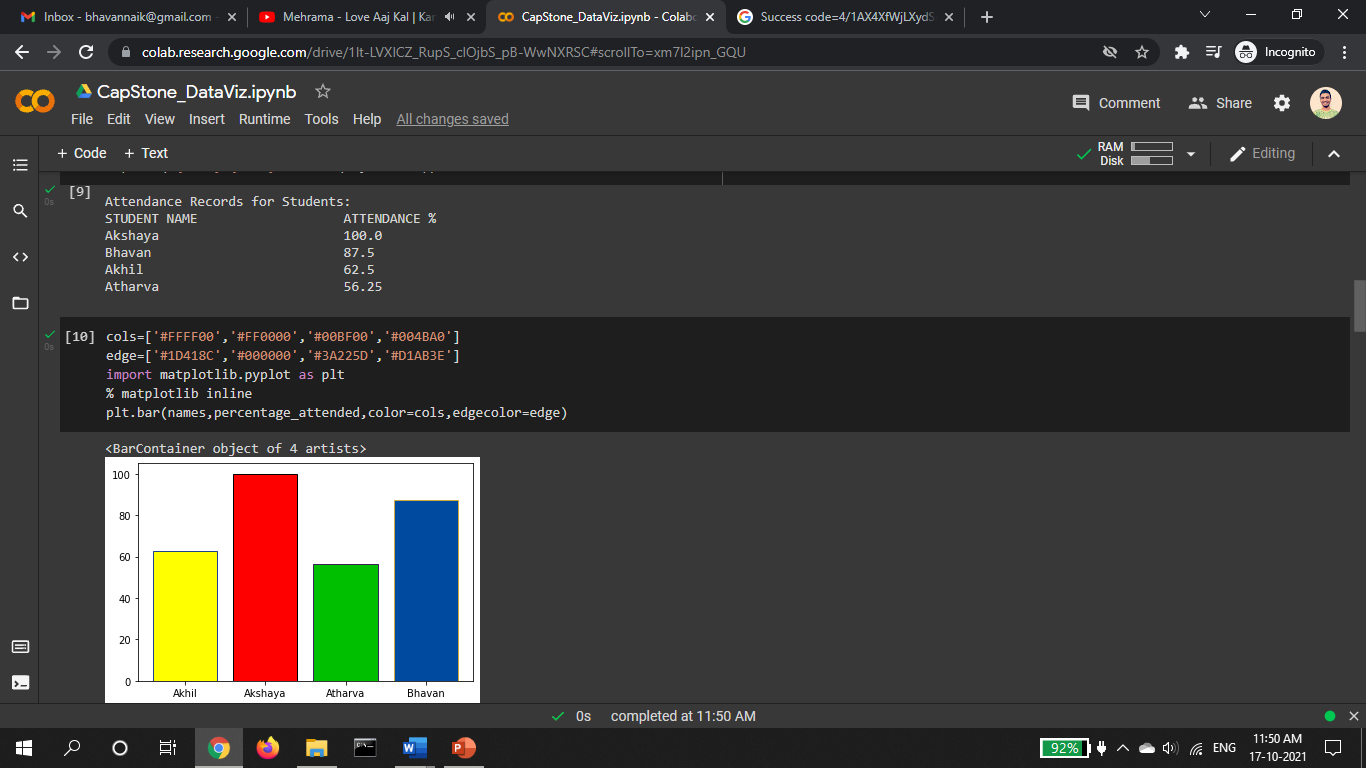 Inbox - bhavannaik@gmail.com
Mehrama - Love Aaj Kal | Kar
CapStone_DataViz.ipynb - Colabo
Success code=4/1AX4XfWjLXydS
colab.research.google.com/drive/1It-LVXICZ_RupS_clOjbS_pB-WwNXRSC#scrollTo=xm7I2ipn_GQU
Incognito
CapStone_DataViz.ipynb
File Edit View Insert Runtime Tools Help All changes saved
Comment
Share
+ Code + Text
RAM
Disk
Editing
[9]
0s
Attendance Records for Students:
STUDENT NAME ATTENDANCE %
Akshaya 100.0
Bhavan 87.5
Akhil 62.5
Atharva 56.25
[10]
0s
cols=['#FFFF00','#FF0000','#00BF00','#004BA0']
edge=['#1D418C','#000000','#3A225D','#D1AB3E']
import matplotlib.pyplot as plt
% matplotlib inline
plt.bar(names,percentage_attended,color=cols,edgecolor=edge)
<BarContainer object of 4 artists>
100
80
60
40
20
0
Akhil Akshaya Atharva Bhavan
0s completed at 11:50 AM
92%
ENG
11:50 AM
17-10-2021